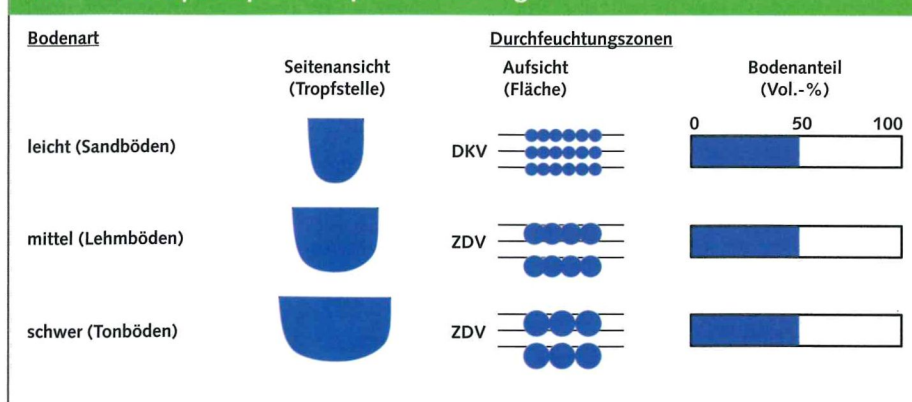 Bodenart
Durchfeuchtungszonen
Seitenansicht
(Tropfstelle)
Aufsicht
(Fläche)
Bodenanteil
(Vol.-%)
0 50 100
leicht (Sandböden)
DKV
mittel (Lehmböden)
ZDV
schwer (Tonböden)
ZDV